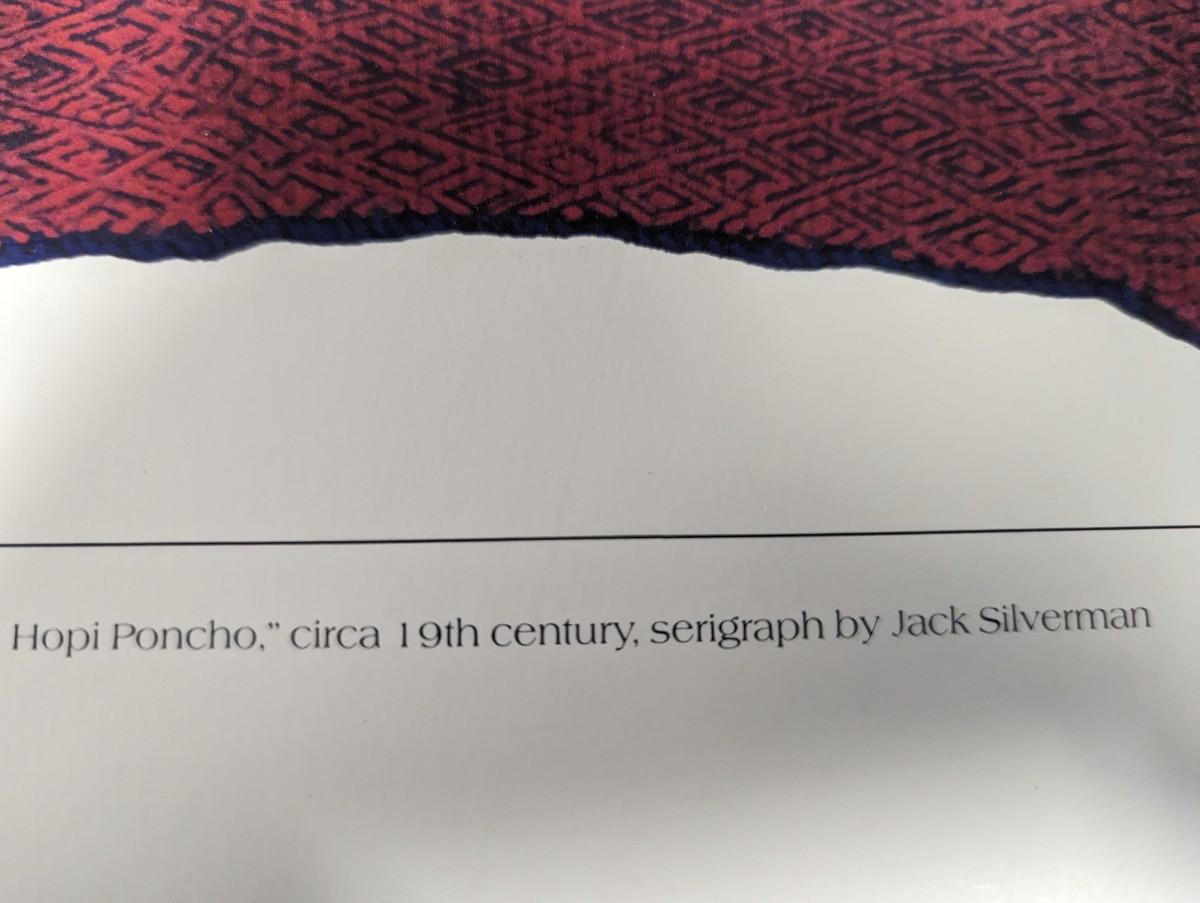 Hopi Poncho,” circa 19th century, serigraph by Jack Silverman